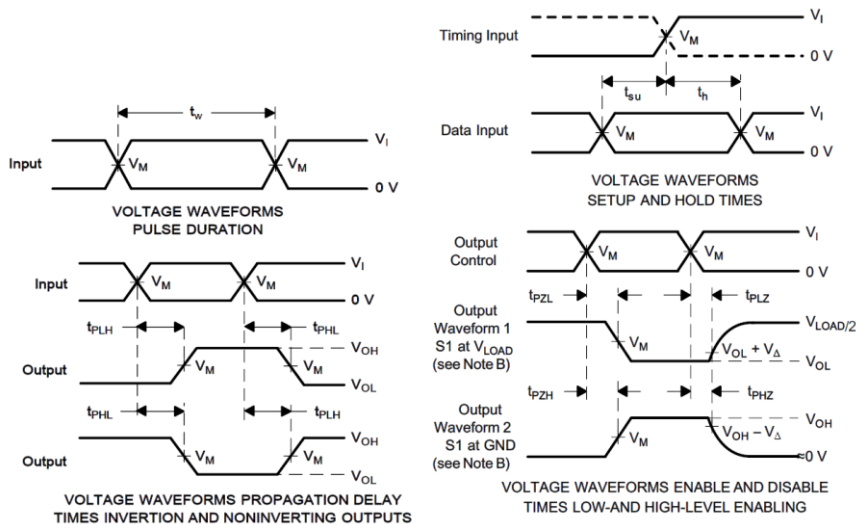 t_w
V_I
Input
V_M
V_M
0 V
VOLTAGE WAVEFORMS
PULSE DURATION
Timing Input
V_I
V_M
0 V
t_su
t_h
Data Input
V_I
V_M
V_M
0 V
VOLTAGE WAVEFORMS
SETUP AND HOLD TIMES
Input
V_I
V_M
V_M
0 V
t_PLH
t_PHL
Output
V_OH
V_M
V_M
V_OL
t_PHL
t_PLH
Output
V_OH
V_M
V_M
V_OL
VOLTAGE WAVEFORMS PROPAGATION DELAY
TIMES INVERTION AND NONINVERTING OUTPUTS
Output
Control
V_I
V_M
V_M
0 V
t_PZL
t_PLZ
Output
Waveform 1
S1 at V_LOAD
(see Note B)
V_LOAD/2
V_M
V_OL + V_Δ
V_OL
t_PZH
t_PHZ
Output
Waveform 2
S1 at GND
(see Note B)
V_OH
V_M
V_OH – V_Δ
≈0 V
VOLTAGE WAVEFORMS ENABLE AND DISABLE
TIMES LOW-AND HIGH-LEVEL ENABLING